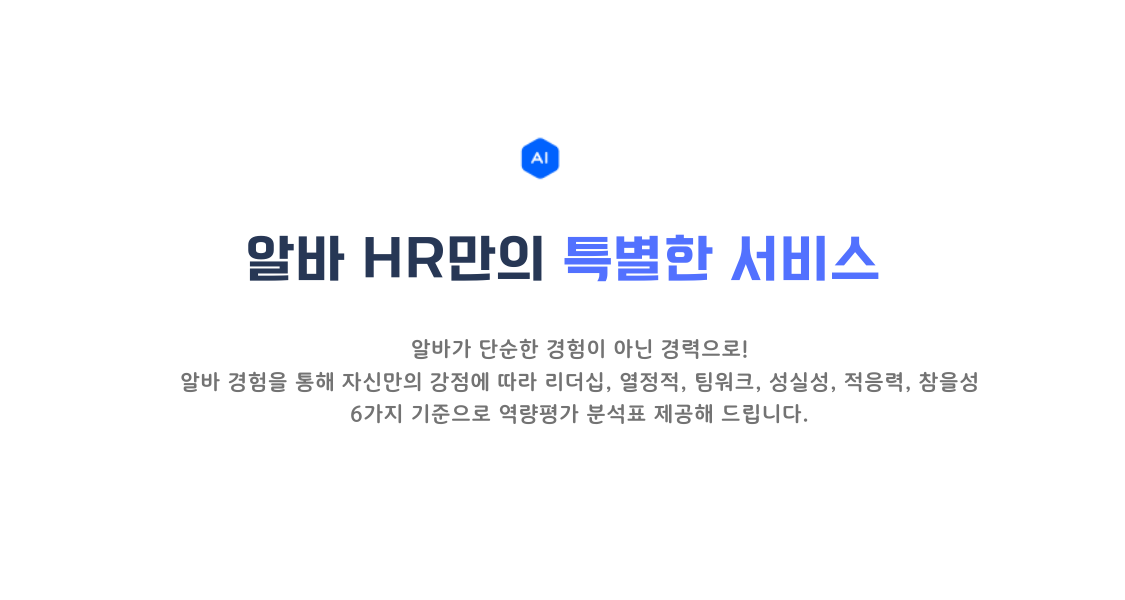 AI
알바 HR만의 특별한 서비스
알바가 단순한 경험이 아닌 경력으로!
알바 경험을 통해 자신만의 강점에 따라 리더십, 열정적, 팀워크, 성실성, 적응력, 참을성
6가지 기준으로 역량평가 분석표 제공해 드립니다.